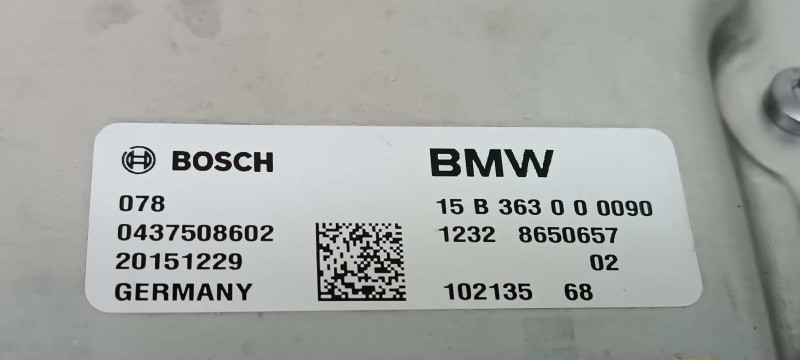 BOSCH BMW
078 15 B 363 0 0 0090
0437508602 1232 8650657
20151229 02
GERMANY 102135 68